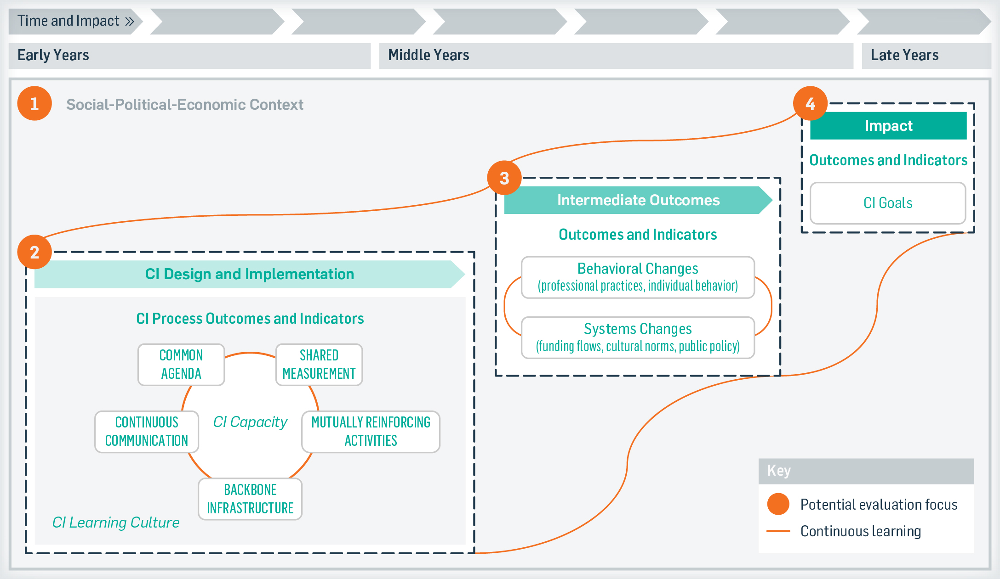 Time and Impact »
Early Years
Middle Years
Late Years
1
Social-Political-Economic Context
4
Impact
Outcomes and Indicators
CI Goals
3
Intermediate Outcomes
Outcomes and Indicators
Behavioral Changes
(professional practices, individual behavior)
Systems Changes
(funding flows, cultural norms, public policy)
2
CI Design and Implementation
CI Process Outcomes and Indicators
COMMON
AGENDA
SHARED
MEASUREMENT
CONTINUOUS
COMMUNICATION
CI Capacity
MUTUALLY REINFORCING
ACTIVITIES
BACKBONE
INFRASTRUCTURE
CI Learning Culture
Key
Potential evaluation focus
Continuous learning